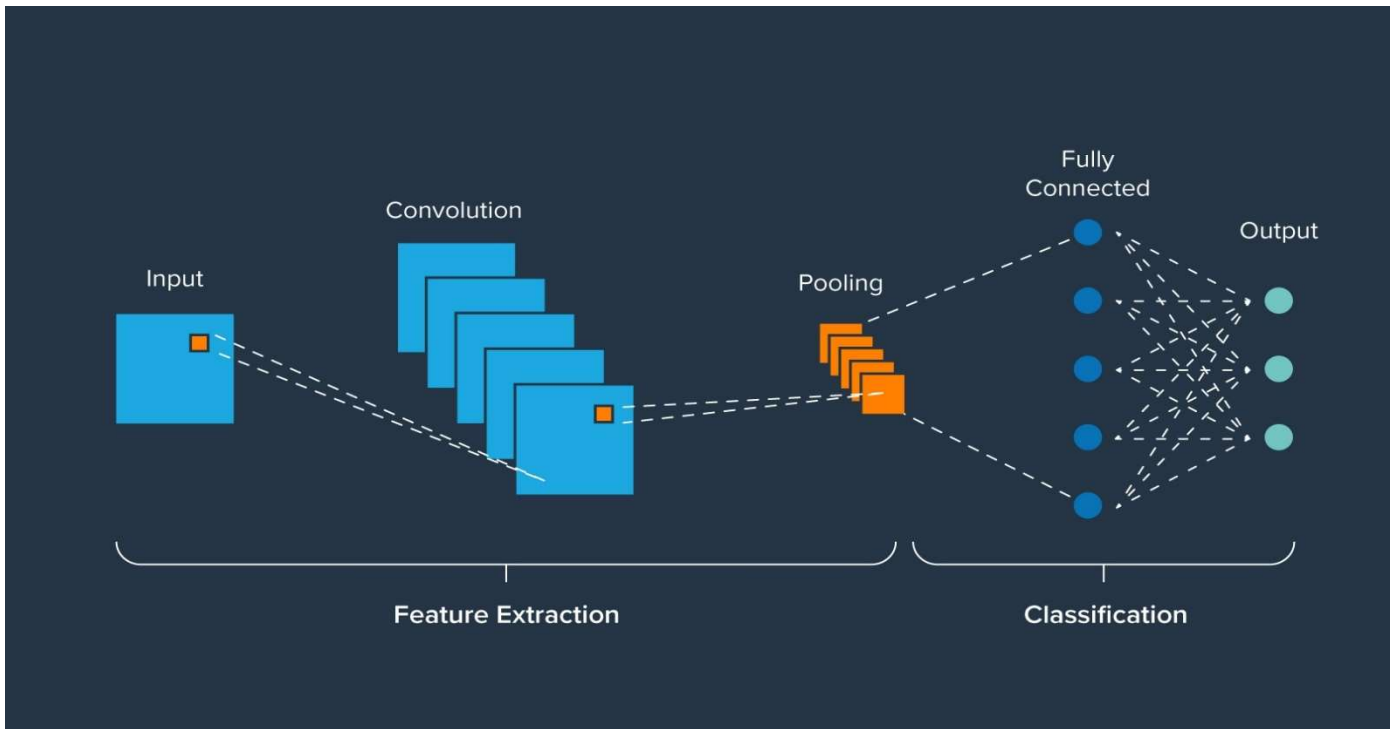 Input
Convolution
Pooling
Fully
Connected
Output
Feature Extraction
Classification